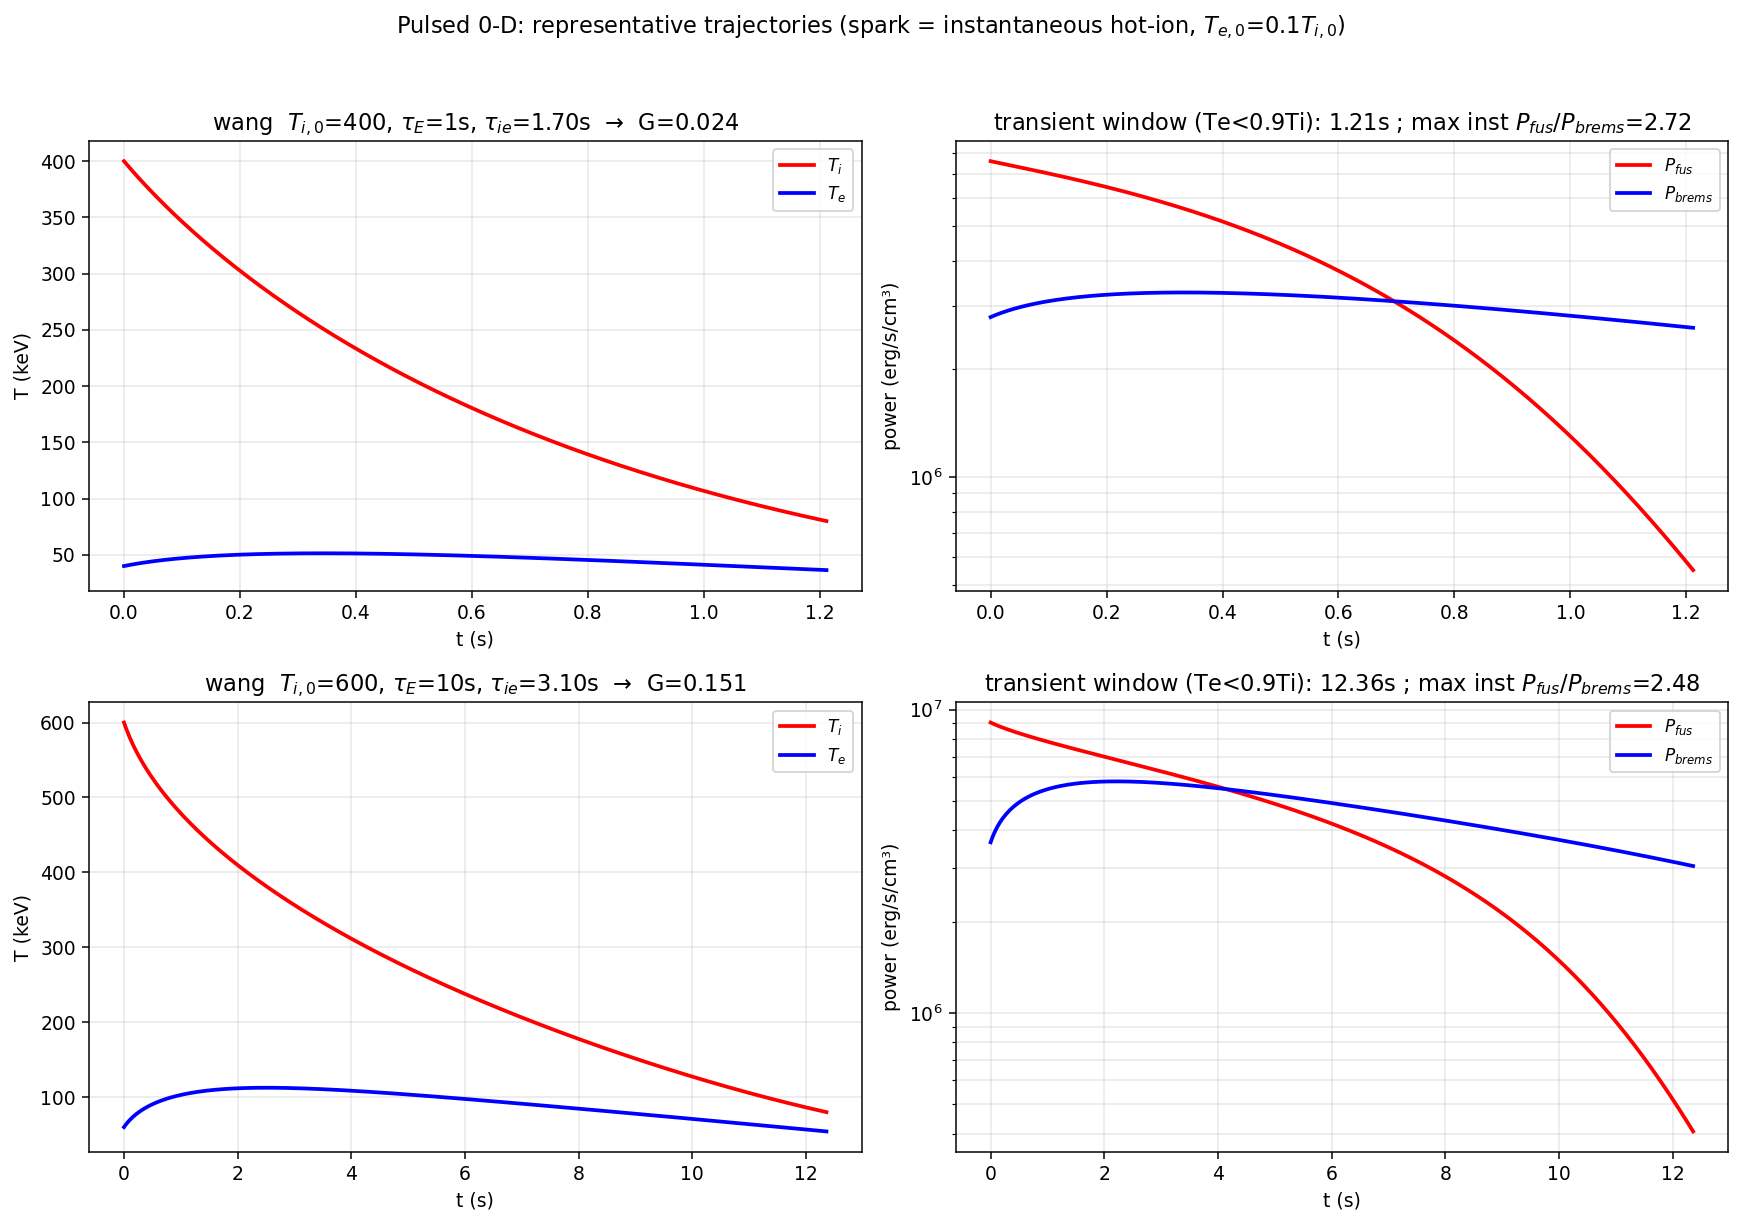 Pulsed 0-D: representative trajectories (spark = instantaneous hot-ion, $T_{e,0}$=0.1$T_{i,0}$)
wang $T_{i,0}$=400, $\tau_E$=1s, $\tau_{ie}$=1.70s → G=0.024
400
350
300
250
200
150
100
50
T (keV)
$T_i$
$T_e$
0.0 0.2 0.4 0.6 0.8 1.0 1.2
t (s)
transient window (Te<0.9Ti): 1.21s ; max inst $P_{fus}/P_{brems}$=2.72
$10^6$
power (erg/s/cm³)
$P_{fus}$
$P_{brems}$
0.0 0.2 0.4 0.6 0.8 1.0 1.2
t (s)
wang $T_{i,0}$=600, $\tau_E$=10s, $\tau_{ie}$=3.10s → G=0.151
600
500
400
300
200
100
T (keV)
$T_i$
$T_e$
0 2 4 6 8 10 12
t (s)
transient window (Te<0.9Ti): 12.36s ; max inst $P_{fus}/P_{brems}$=2.48
$10^7$
$10^6$
power (erg/s/cm³)
$P_{fus}$
$P_{brems}$
0 2 4 6 8 10 12
t (s)